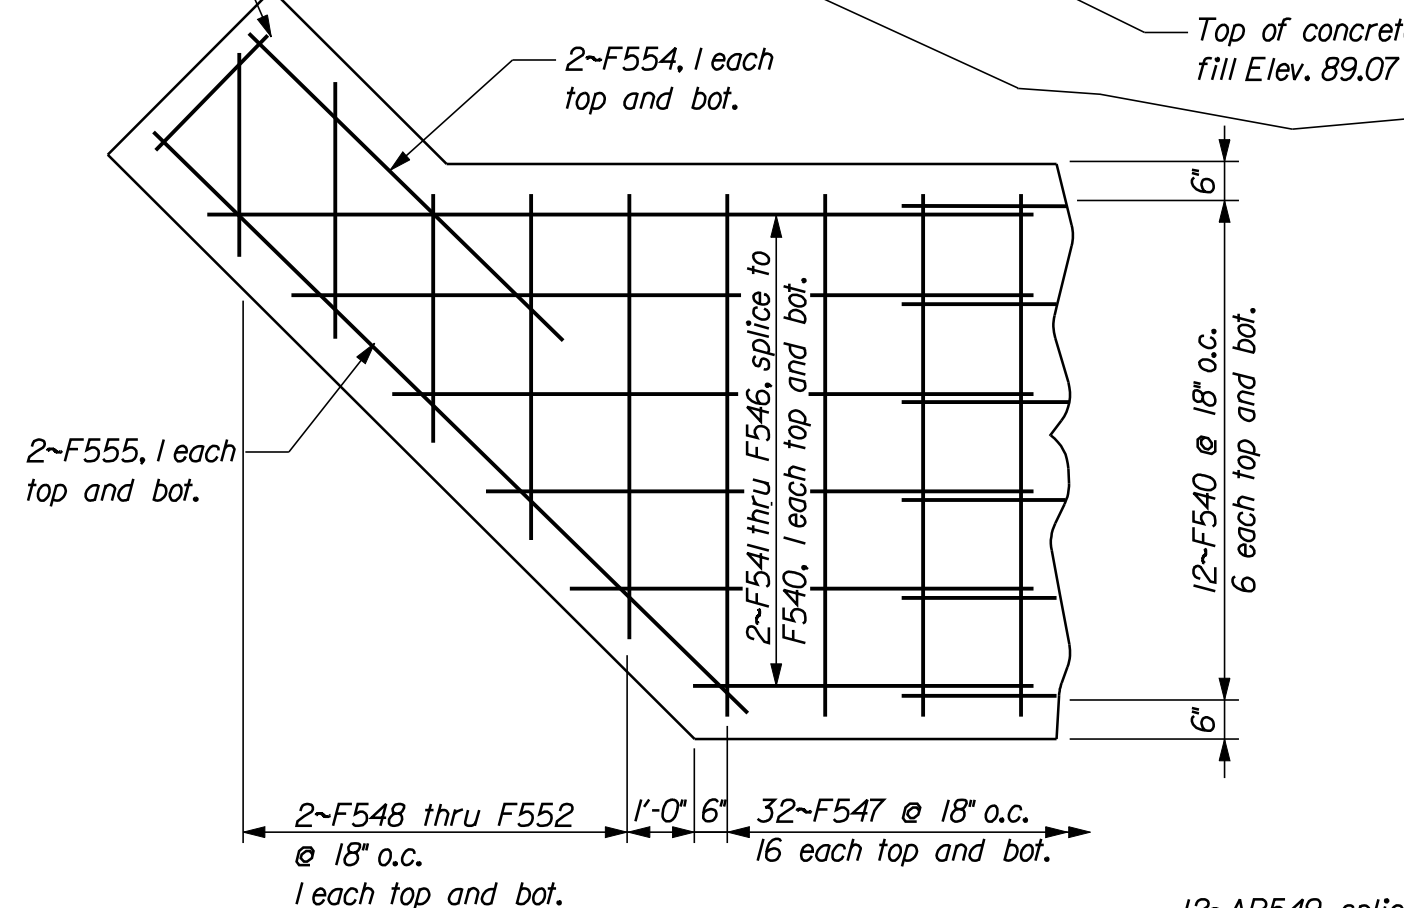 Top of concret
fill Elev. 89.07
2~F554, 1 each
top and bot.
6"
2~F541 thru F546, splice to
F540, 1 each top and bot.
12~F540 @ 18" o.c.
6 each top and bot.
2~F555, 1 each
top and bot.
6"
2~F548 thru F552
@ 18" o.c.
1 each top and bot.
1'-0"
6"
32~F547 @ 18" o.c.
16 each top and bot.